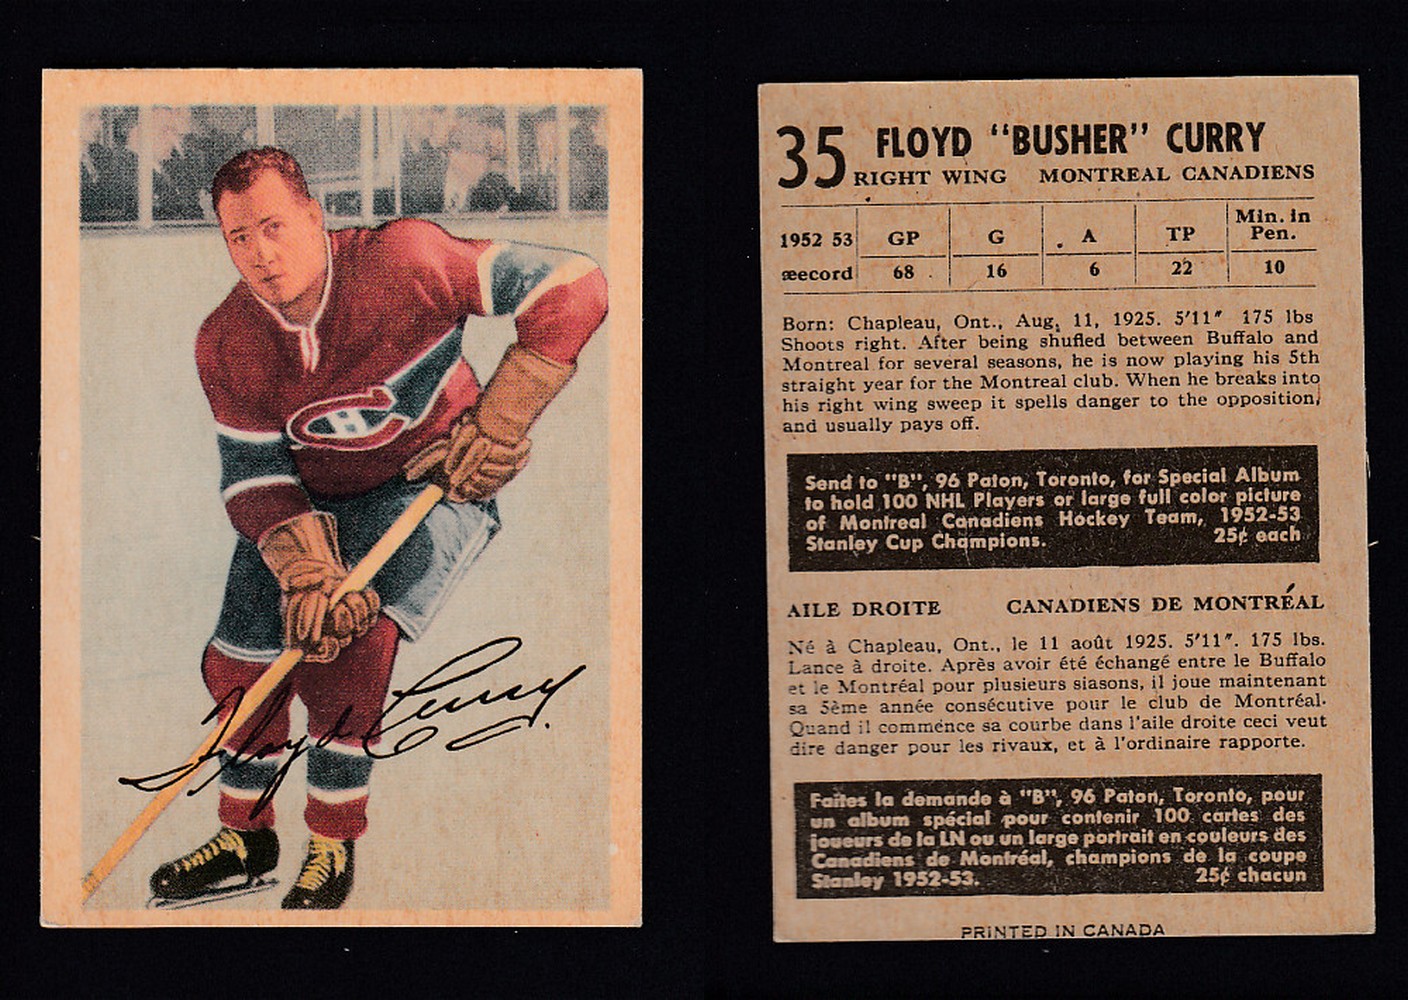 Floyd Curry
35 FLOYD "BUSHER" CURRY
RIGHT WING MONTREAL CANADIENS
1952 53 GP G A TP Min. in Pen.
æecord 68 16 6 22 10
Born: Chapleau, Ont., Aug. 11, 1925. 5'11" 175 lbs
Shoots right. After being shufled between Buffalo and
Montreal for several seasons, he is now playing his 5th
straight year for the Montreal club. When he breaks into
his right wing sweep it spells danger to the opposition,
and usually pays off.
Send to "B", 96 Paton, Toronto, for Special Album
to hold 100 NHL Players or large full color picture
of Montreal Canadiens Hockey Team, 1952-53
Stanley Cup Champions. 25¢ each
AILE DROITE CANADIENS DE MONTRÉAL
Né à Chapleau, Ont., le 11 août 1925. 5'11". 175 lbs.
Lance à droite. Après avoir été échangé entre le Buffalo
et le Montréal pour plusieurs siasons, il joue maintenant
sa 5ème année consécutive pour le club de Montréal.
Quand il commence sa courbe dans l'aile droite ceci veut
dire danger pour les rivaux, et à l'ordinaire rapporte.
Faites la demande à "B", 96 Paton, Toronto, pour
un album spécial pour contenir 100 cartes des
joueurs de la LN ou un large portrait en couleurs des
Canadiens de Montréal, champions de la coupe
Stanley 1952-53. 25¢ chacun
PRINTED IN CANADA